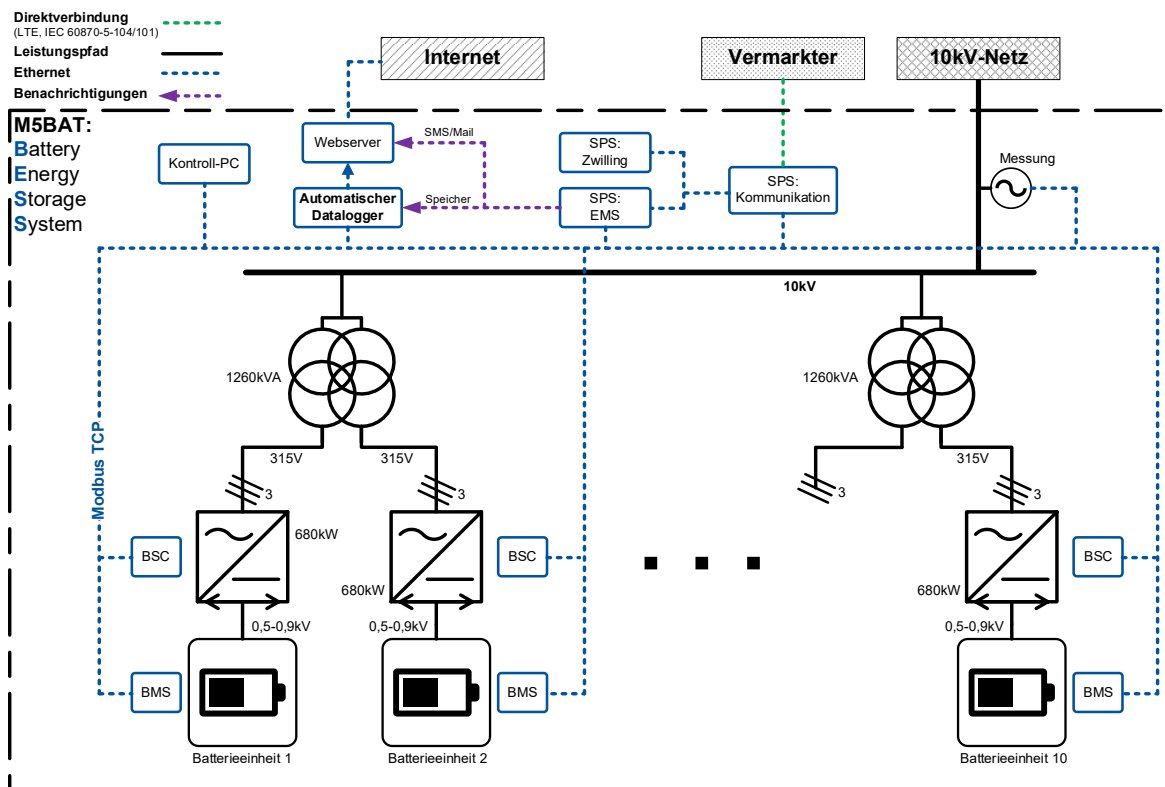 Direktverbindung
(LTE, IEC 60870-5-104/101)
Leistungspfad
Ethernet
Benachrichtigungen
Internet
Vermarkter
10kV-Netz
M5BAT:
Battery
Energy
Storage
System
Kontroll-PC
Webserver
SMS/Mail
Automatischer
Datalogger
Speicher
SPS:
Zwilling
SPS:
EMS
SPS:
Kommunikation
Messung
10kV
1260kVA
1260kVA
Modbus TCP
315V
315V
315V
3
3
3
3
BSC
680kW
680kW
BSC
680kW
BSC
0,5-0,9kV
0,5-0,9kV
0,5-0,9kV
BMS
BMS
BMS
Batterieeinheit 1
Batterieeinheit 2
Batterieeinheit 10